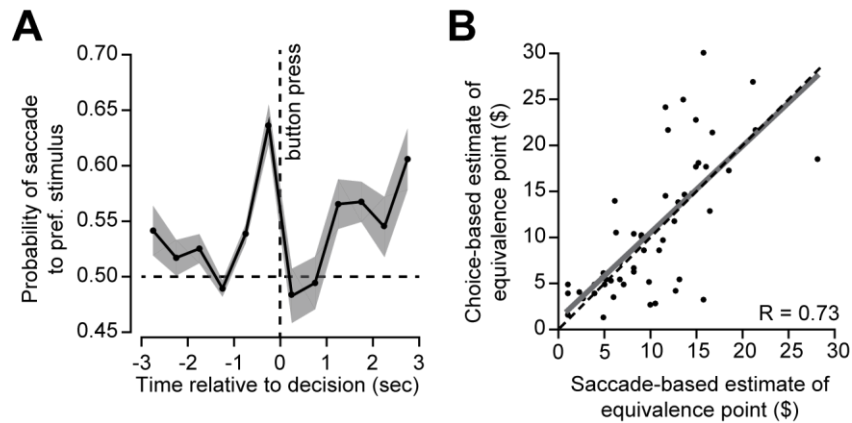 A
Probability of saccade
to pref. stimulus
0.70
0.65
0.60
0.55
0.50
0.45
button press
-3 -2 -1 0 1 2 3
Time relative to decision (sec)
B
Choice-based estimate of
equivalence point ($)
30
25
20
15
10
5
0
R = 0.73
0 5 10 15 20 25 30
Saccade-based estimate of
equivalence point ($)